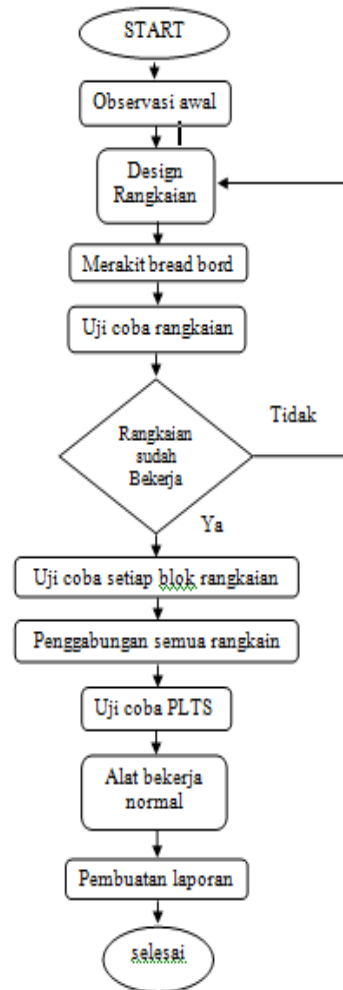 START
Observasi awal
Design
Rangkaian
Merakit bread bord
Uji coba rangkaian
Rangkaian
sudah
Bekerja
Tidak
Ya
Uji coba setiap blok rangkaian
Penggabungan semua rangkain
Uji coba PLTS
Alat bekerja
normal
Pembuatan laporan
selesai